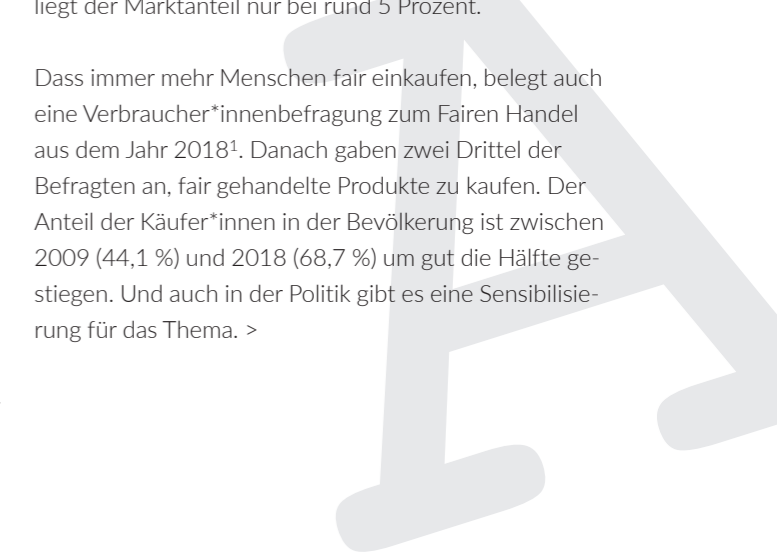 liegt der Marktanteil nur bei rund 5 Prozent.
Dass immer mehr Menschen fair einkaufen, belegt auch
eine Verbraucher*innenbefragung zum Fairen Handel
aus dem Jahr 2018¹. Danach gaben zwei Drittel der
Befragten an, fair gehandelte Produkte zu kaufen. Der
Anteil der Käufer*innen in der Bevölkerung ist zwischen
2009 (44,1 %) und 2018 (68,7 %) um gut die Hälfte ge-
stiegen. Und auch in der Politik gibt es eine Sensibilisie-
rung für das Thema. >
A